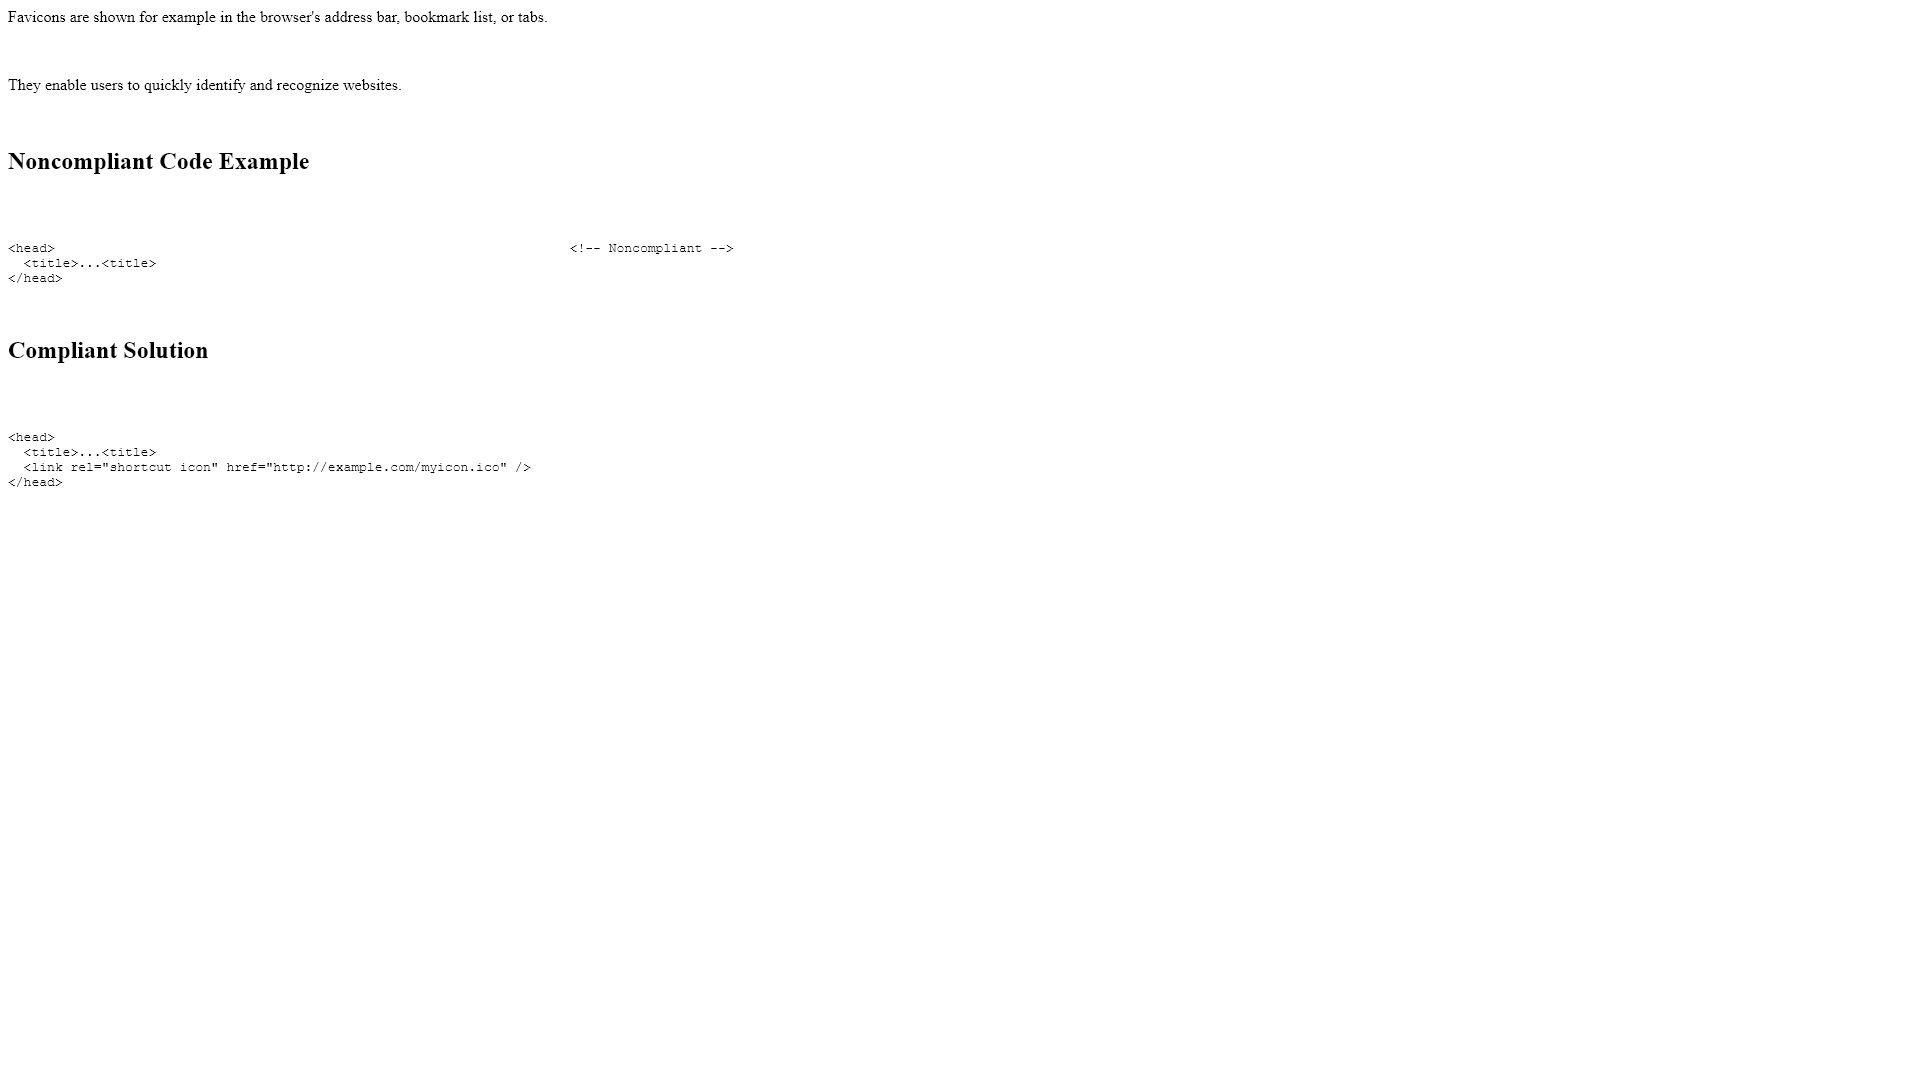 Favicons are shown for example in the browser's address bar, bookmark list, or tabs.
They enable users to quickly identify and recognize websites.
Noncompliant Code Example
<head>                                                                  <!-- Noncompliant -->
  <title>...<title>
</head>
Compliant Solution
<head>
  <title>...<title>
  <link rel="shortcut icon" href="http://example.com/myicon.ico" />
</head>